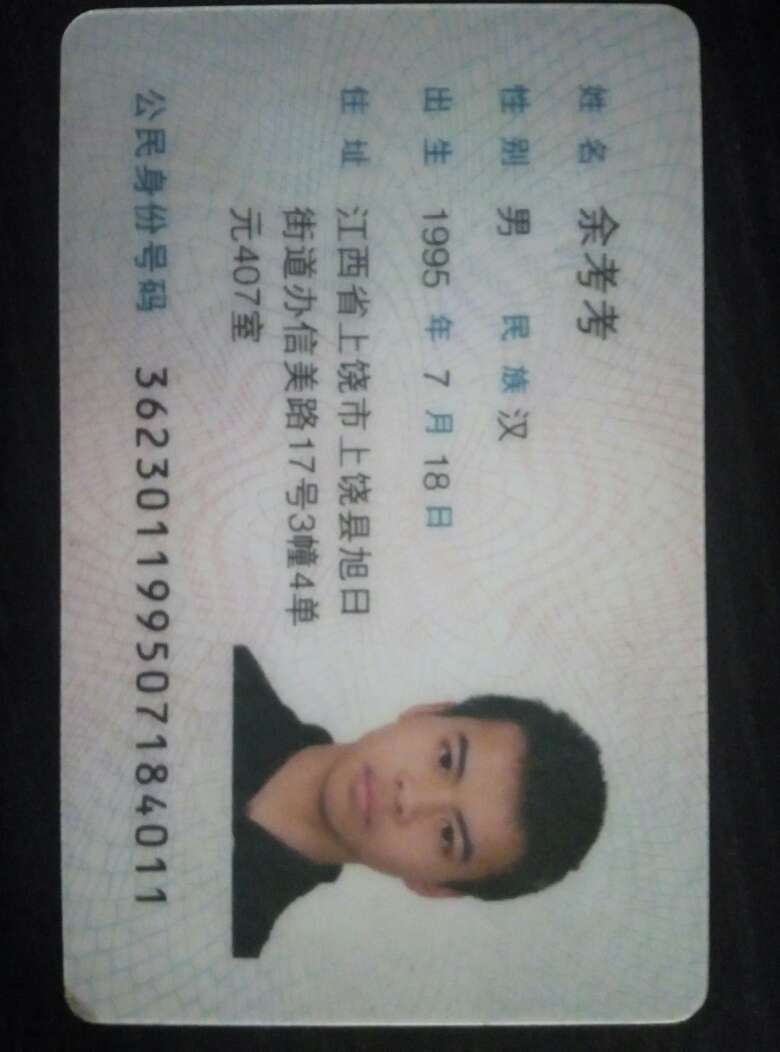 姓名 余考考
性别 男 民族 汉
出生 1995 年 7 月 18 日
住址 江西省上饶市上饶县旭日
街道办信美路17号3幢4单
元407室
公民身份号码 362301199507184011